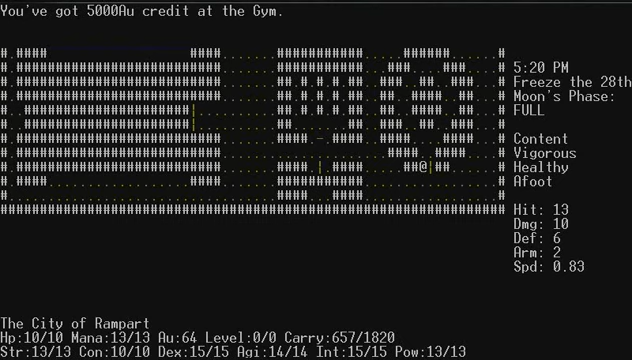 You've got 5000Au credit at the Gym.
5:20 PM
Freeze the 28th
Moon's Phase:
FULL
Content
Vigorous
Healthy
Afoot
Hit: 13
Dmg: 10
Def: 6
Arm: 2
Spd: 0.83
The City of Rampart
Hp:10/10 Mana:13/13 Au:64 Level:0/0 Carry:657/1820
Str:13/13 Con:10/10 Dex:15/15 Agi:14/14 Int:15/15 Pow:13/13